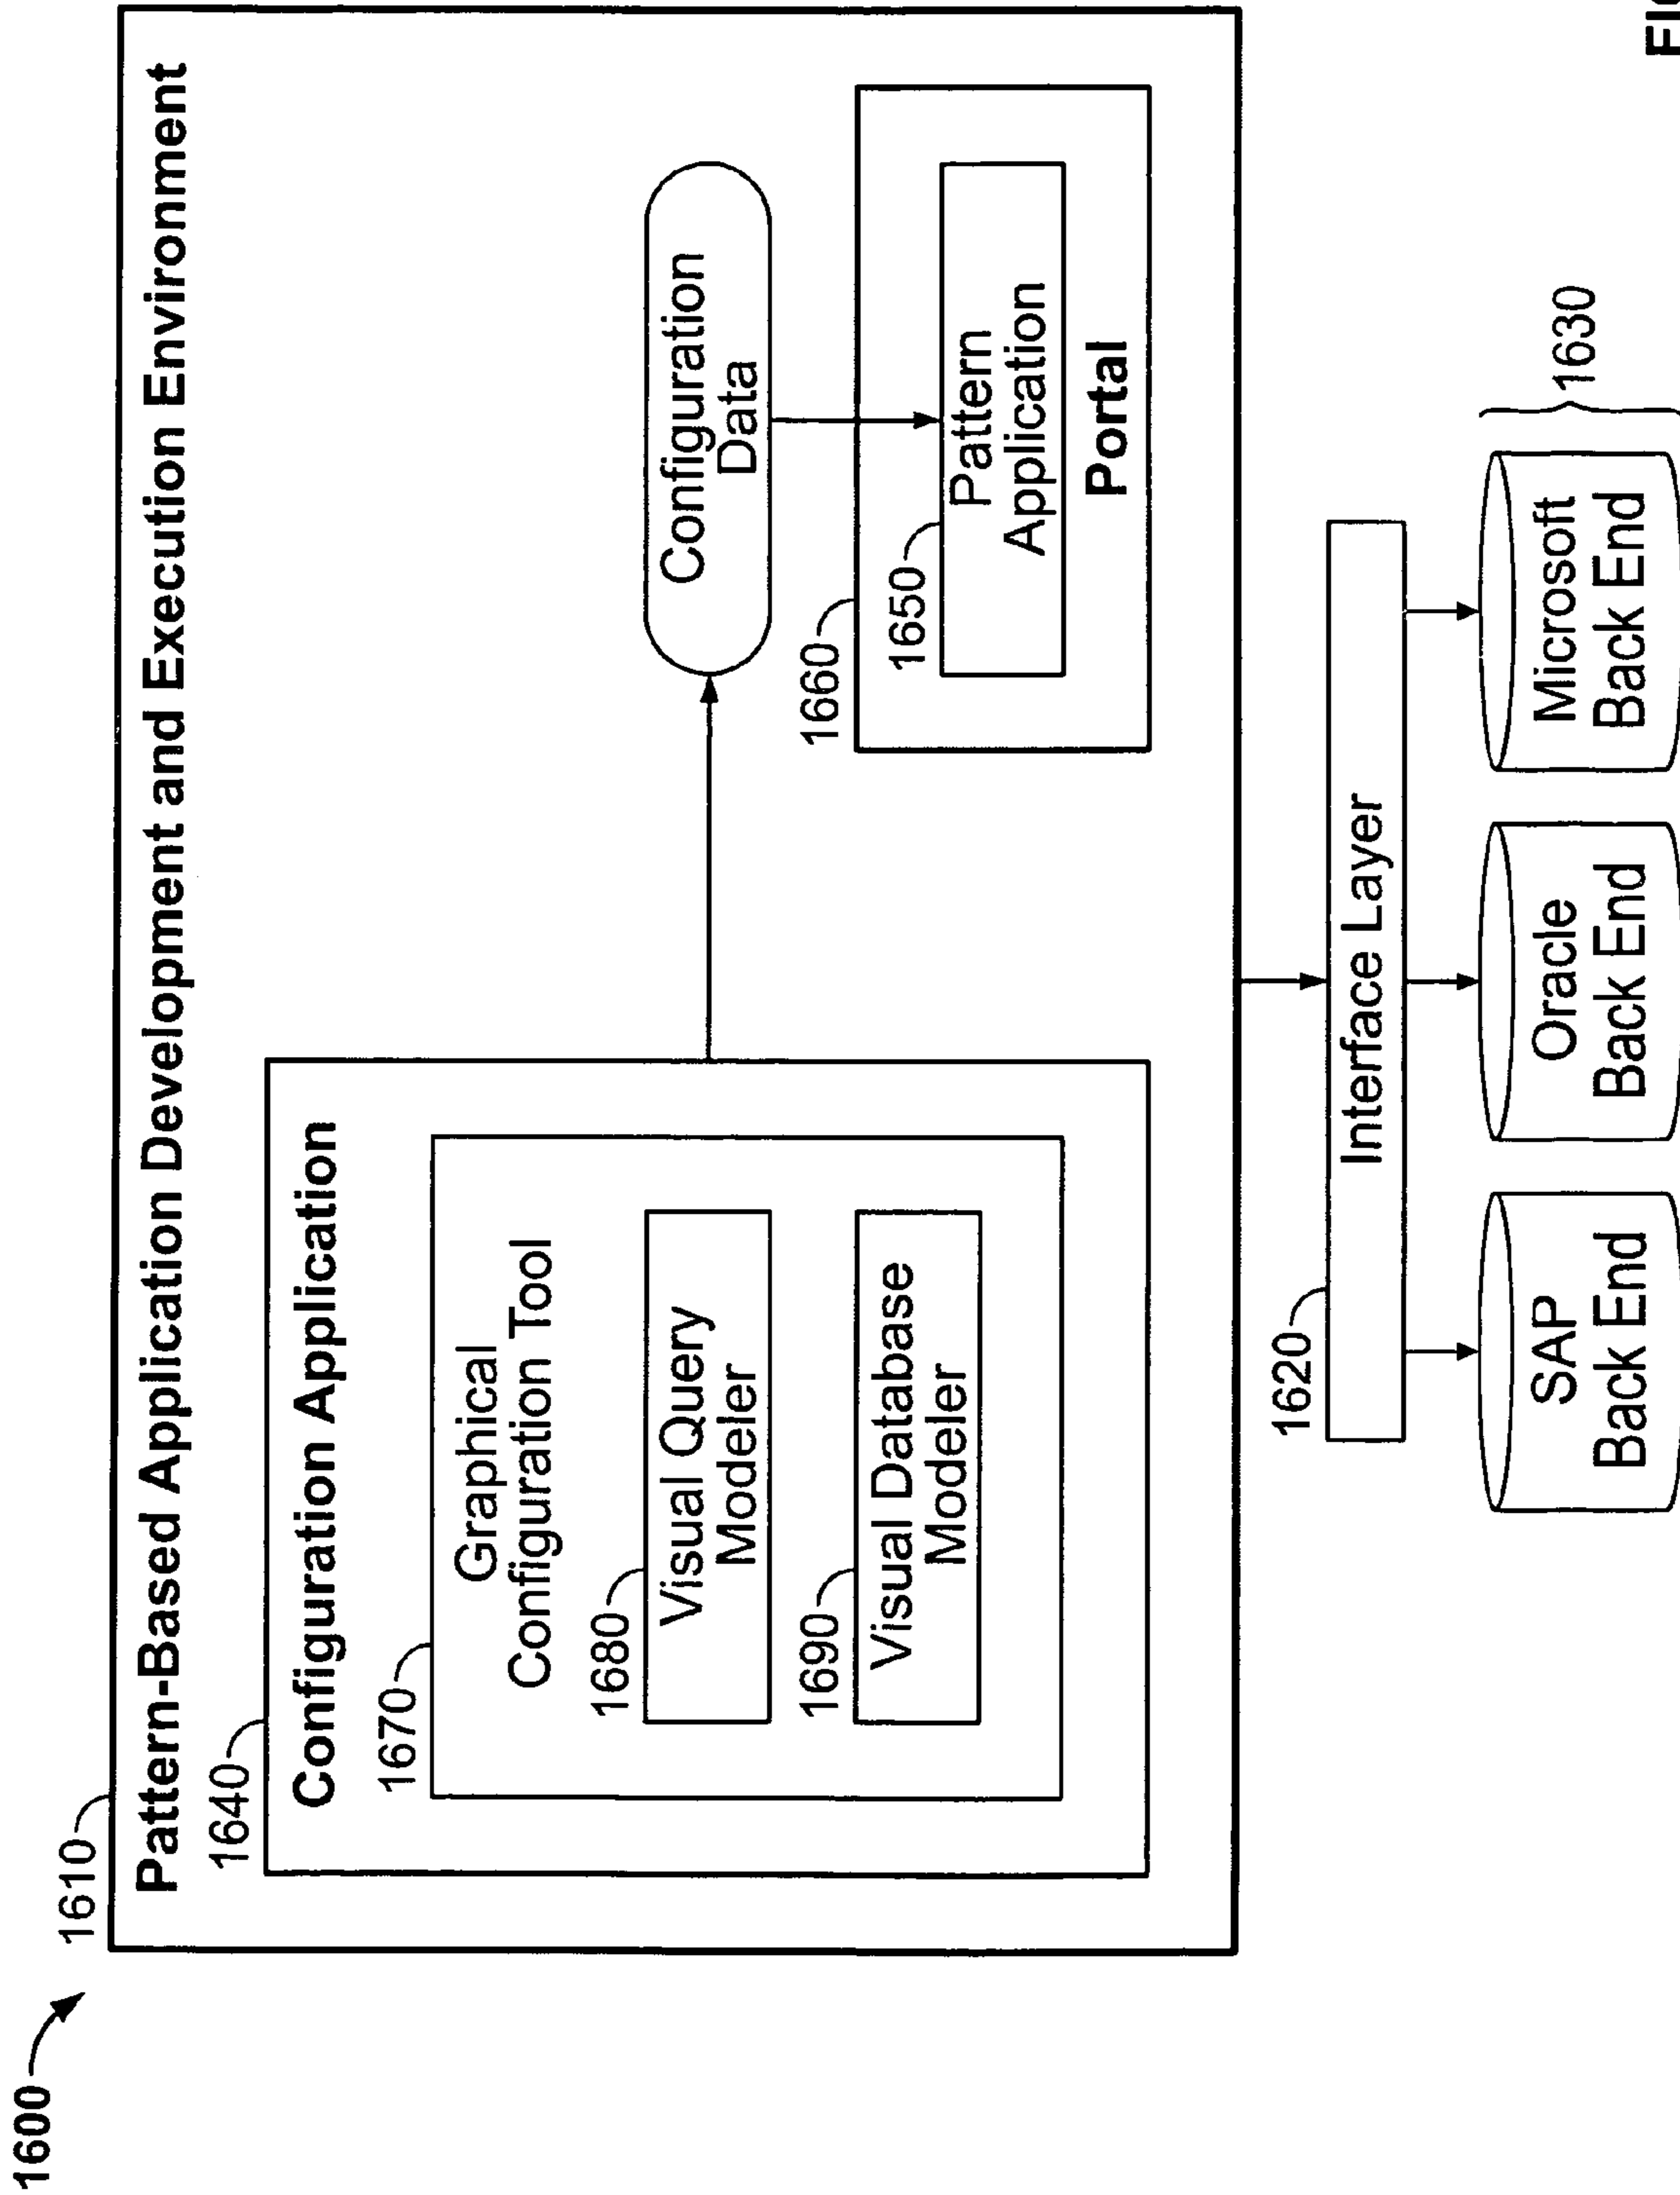 1600
1610
Pattern-Based Application Development and Execution Environment
1640
Configuration Application
1670
Graphical
Configuration Tool
1680
Visual Query
Modeler
1690
Visual Database
Modeler
Configuration
Data
1660
1650
Pattern
Application
Portal
1620
Interface Layer
SAP
Back End
Oracle
Back End
Microsoft
Back End
1630